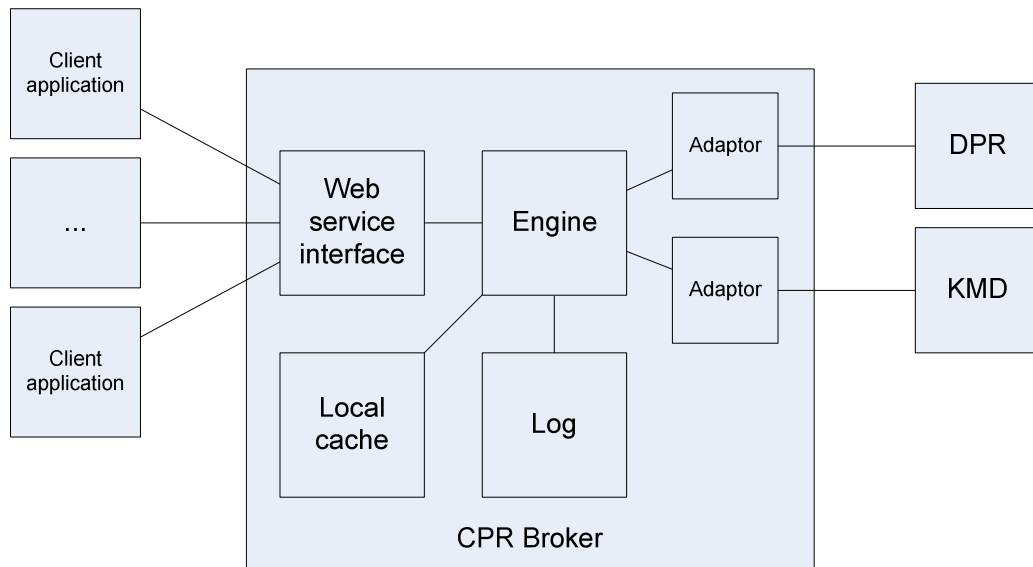 Client
application
...
Client
application
Web
service
interface
Engine
Adaptor
Adaptor
Local
cache
Log
CPR Broker
DPR
KMD